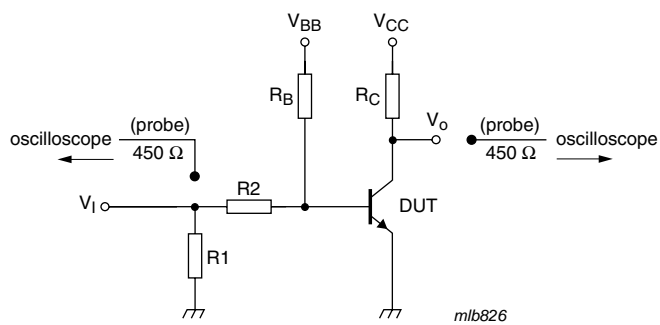 VBB
VCC
RB
RC
(probe)
oscilloscope
450 Ω
Vo
(probe)
450 Ω
oscilloscope
R2
VI
DUT
R1
mlb826